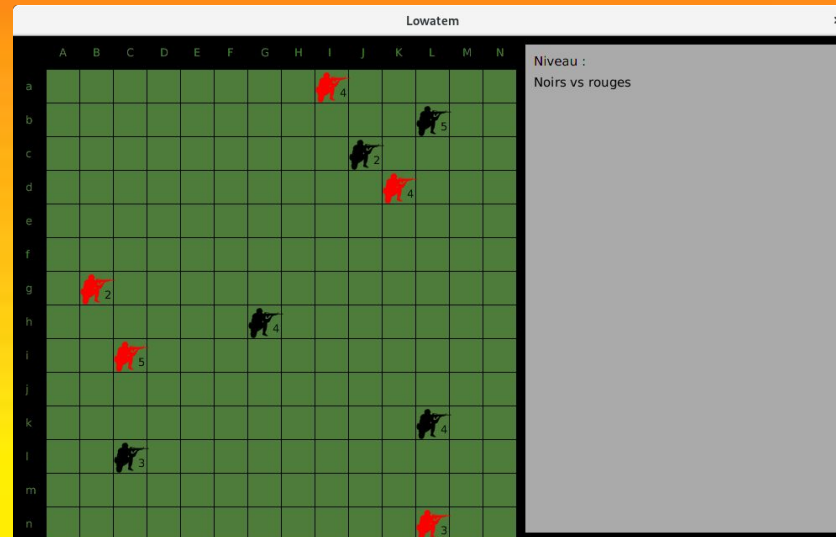 Lowatem
A B C D E F G H I J K L M N
Niveau :
Noirs vs rouges
a 4
b 5
c 2
d 4
e
f
g 2
h 4
i 5
j
k 4
l 3
m
n 3